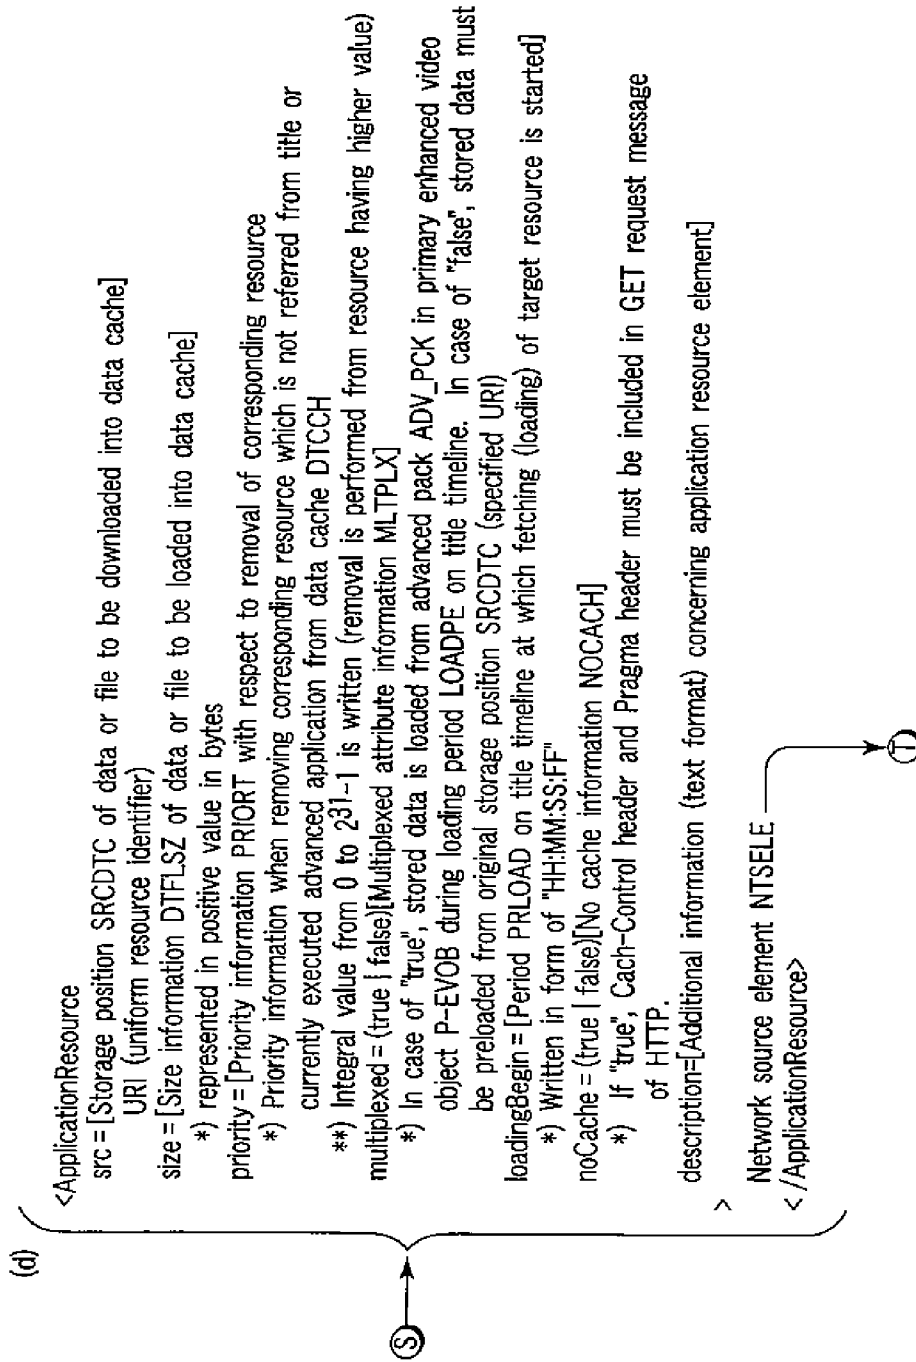 (d)
<ApplicationResource
src = [Storage position SRCDTC of data or file to be downloaded into data cache]
URI (uniform resource identifier)
size = [Size information DTFLSZ of data or file to be loaded into data cache]
*) represented in positive value in bytes
priority = [Priority information PRIORT with respect to removal of corresponding resource
*) Priority information when removing corresponding resource which is not referred from title or
currently executed advanced application from data cache DTCCH
**) Integral value from 0 to 2^31-1 is written (removal is performed from resource having higher value)
multiplexed = (true | false)[Multiplexed attribute information MLTPLX]
*) In case of "true", stored data is loaded from advanced pack ADV_PCK in primary enhanced video
object P-EVOB during loading period LOADPE on title timeline. In case of "false", stored data must
be preloaded from original storage position SRCDTC (specified URI)
loadingBegin = [Period PRLOAD on title timeline at which fetching (loading) of target resource is started]
*) Written in form of "HH:MM:SS:FF"
noCache = (true | false)[No cache information NOCACH]
*) If "true", Cach-Control header and Pragma header must be included in GET request message
of HTTP.
description=[Additional information (text format) concerning application resource element]
>
Network source element NTSELE
</ApplicationResource>
S
T